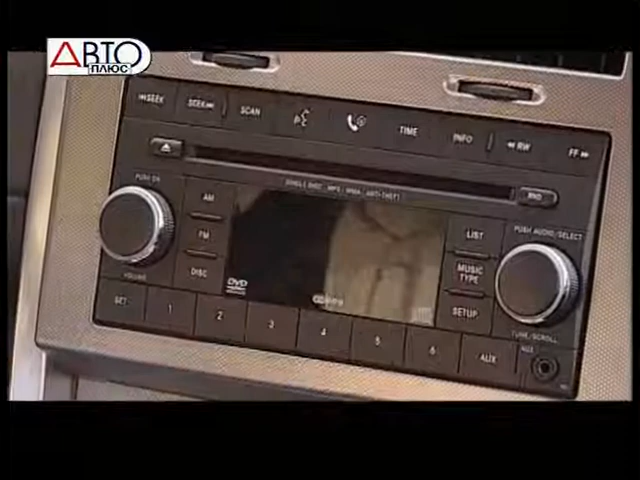 АВТО
ПЛЮС
SEEK SEEK SCAN TIME INFO RW FF
SINGLE DISC MP3 WMA ANTI-THEFT RND
PUSH ON AM LIST PUSH AUDIO/SELECT
FM MUSIC
TYPE
VOLUME DISC DVD SETUP
TUNE/SCROLL
SET 1 2 3 4 5 6 AUX
AUX